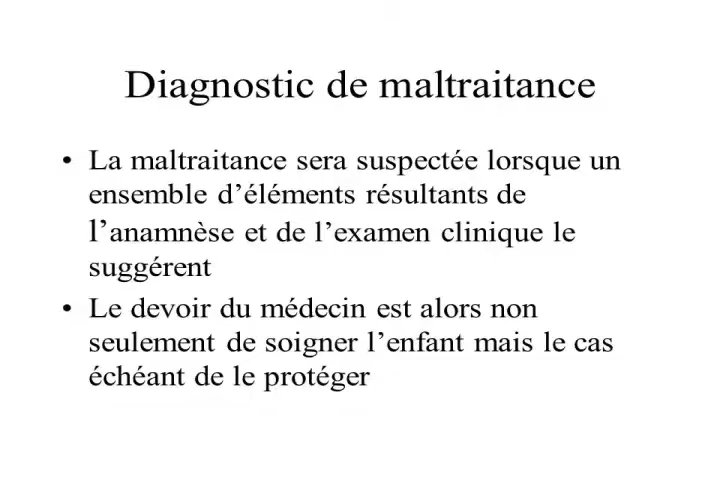 Diagnostic de maltraitance
• La maltraitance sera suspectée lorsque un
ensemble d’éléments résultants de
l’anamnèse et de l’examen clinique le
suggérent
• Le devoir du médecin est alors non
seulement de soigner l’enfant mais le cas
échéant de le protéger